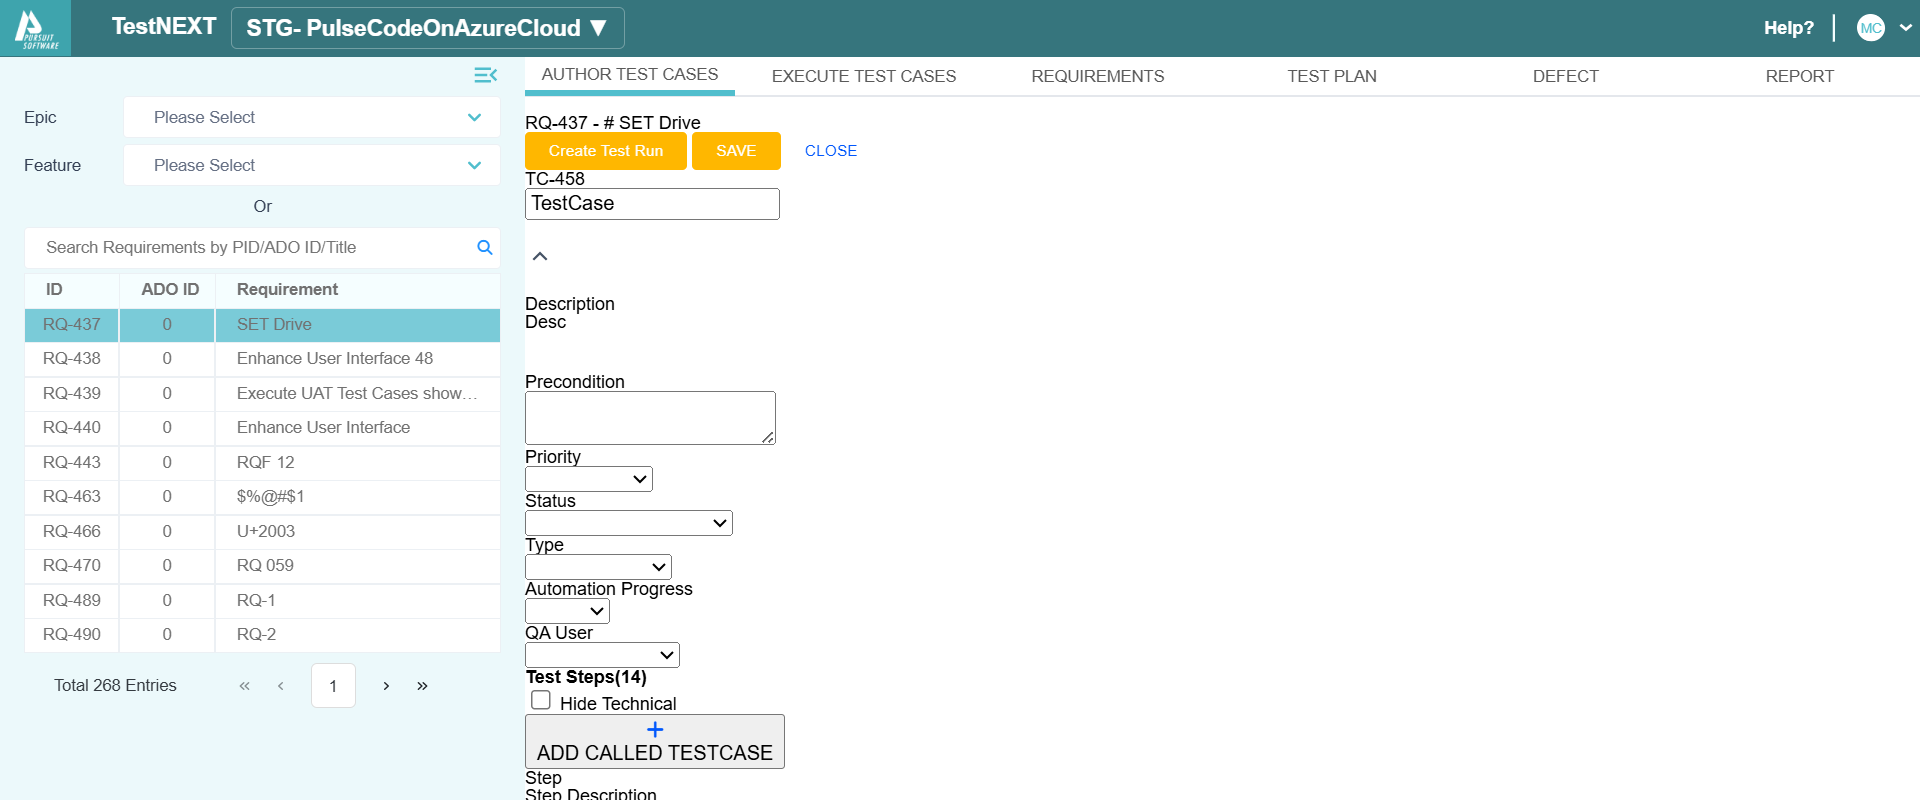 PURSUIT
SOFTWARE
TestNEXT
STG- PulseCodeOnAzureCloud ▼
Help?
MC
Epic
Please Select
Feature
Please Select
Or
Search Requirements by PID/ADO ID/Title
ID ADO ID Requirement
RQ-437 0 SET Drive
RQ-438 0 Enhance User Interface 48
RQ-439 0 Execute UAT Test Cases show…
RQ-440 0 Enhance User Interface
RQ-443 0 RQF 12
RQ-463 0 $%@#$1
RQ-466 0 U+2003
RQ-470 0 RQ 059
RQ-489 0 RQ-1
RQ-490 0 RQ-2
Total 268 Entries « ‹ 1 › »
AUTHOR TEST CASES EXECUTE TEST CASES REQUIREMENTS TEST PLAN DEFECT REPORT
RQ-437 - # SET Drive
Create Test Run SAVE CLOSE
TC-458
TestCase
Description
Desc
Precondition
Priority
Status
Type
Automation Progress
QA User
Test Steps(14)
Hide Technical
+
ADD CALLED TESTCASE
Step
Step Description